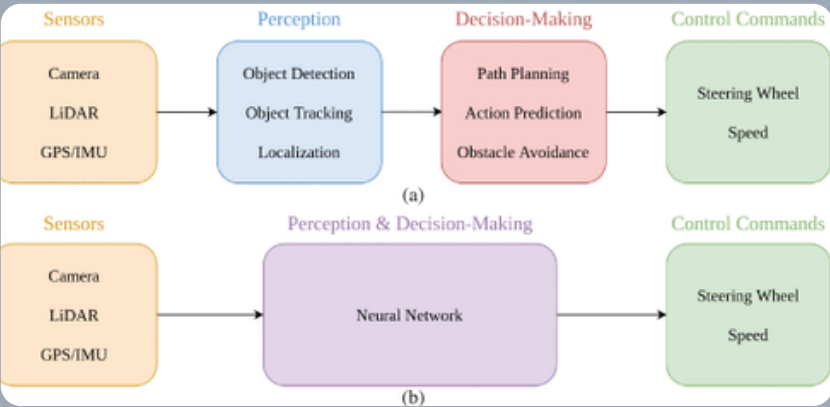 Sensors
Perception
Decision-Making
Control Commands
Camera
LiDAR
GPS/IMU
Object Detection
Object Tracking
Localization
Path Planning
Action Prediction
Obstacle Avoidance
Steering Wheel
Speed
(a)
Sensors
Perception & Decision-Making
Control Commands
Camera
LiDAR
GPS/IMU
Neural Network
Steering Wheel
Speed
(b)